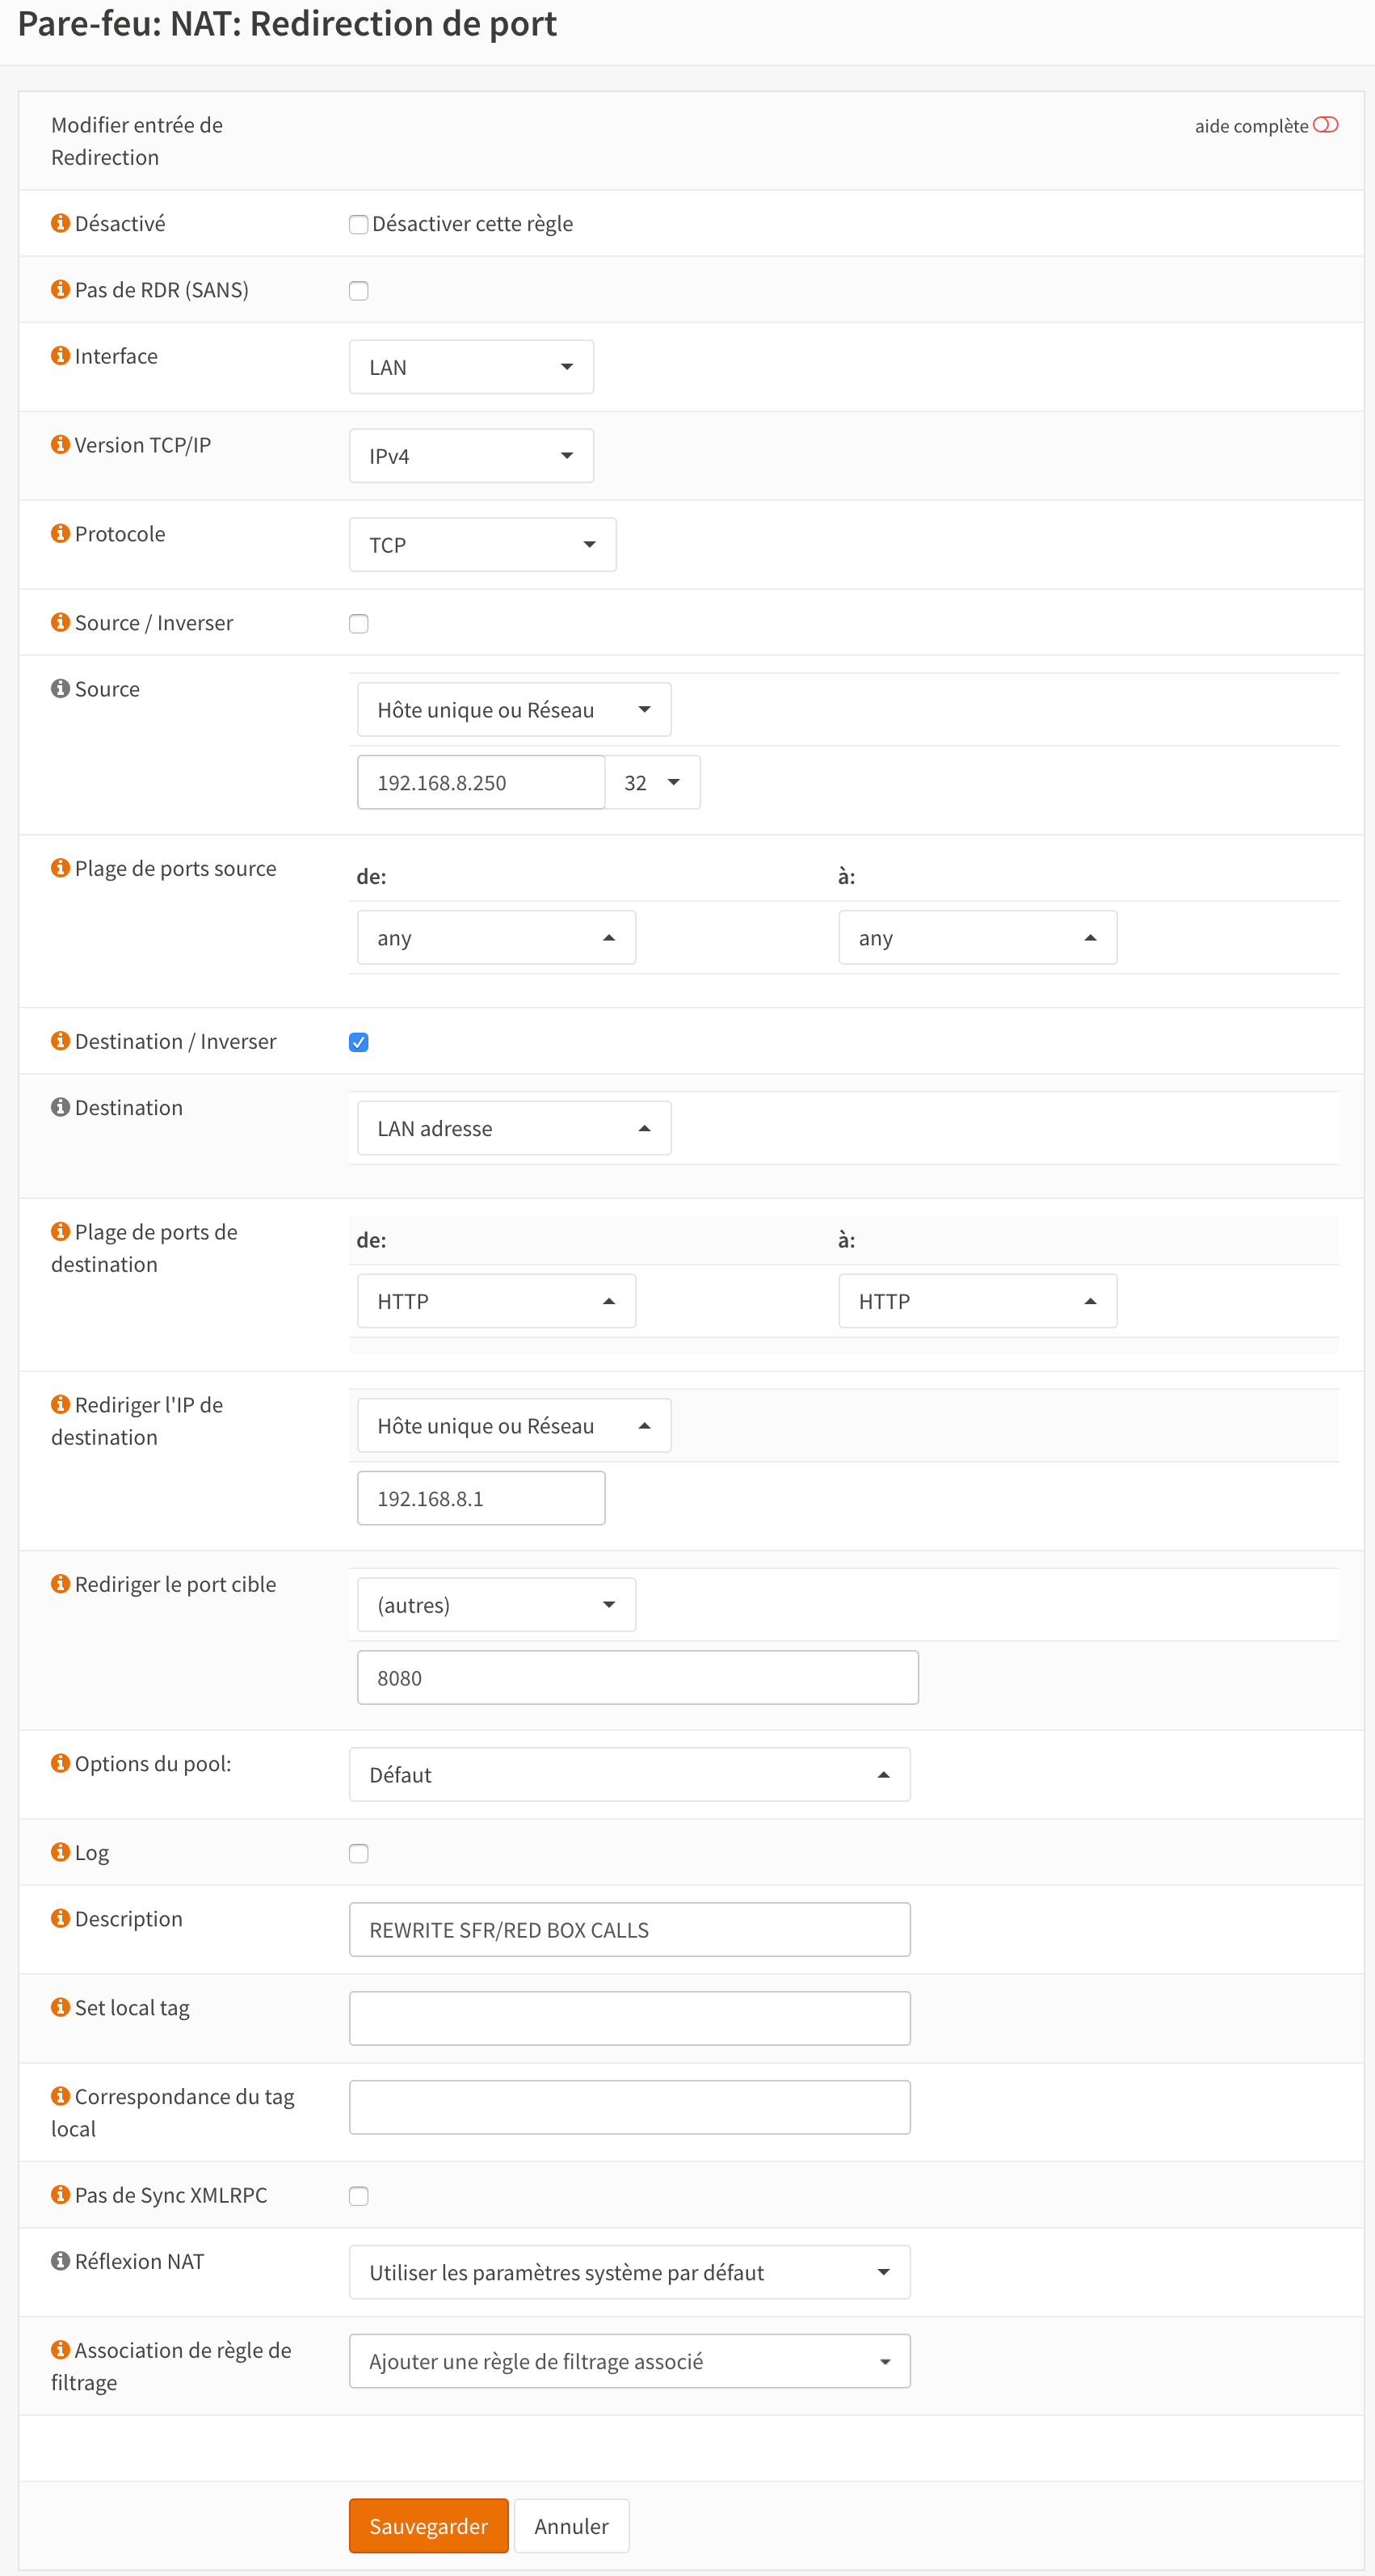 Pare-feu: NAT: Redirection de port
Modifier entrée de
Redirection
aide complète
Désactivé
Désactiver cette règle
Pas de RDR (SANS)
Interface
LAN
Version TCP/IP
IPv4
Protocole
TCP
Source / Inverser
Source
Hôte unique ou Réseau
192.168.8.250
32
Plage de ports source
de:
à:
any
any
Destination / Inverser
Destination
LAN adresse
Plage de ports de
destination
de:
à:
HTTP
HTTP
Rediriger l'IP de
destination
Hôte unique ou Réseau
192.168.8.1
Rediriger le port cible
(autres)
8080
Options du pool:
Défaut
Log
Description
REWRITE SFR/RED BOX CALLS
Set local tag
Correspondance du tag
local
Pas de Sync XMLRPC
Réflexion NAT
Utiliser les paramètres système par défaut
Association de règle de
filtrage
Ajouter une règle de filtrage associé
Sauvegarder
Annuler